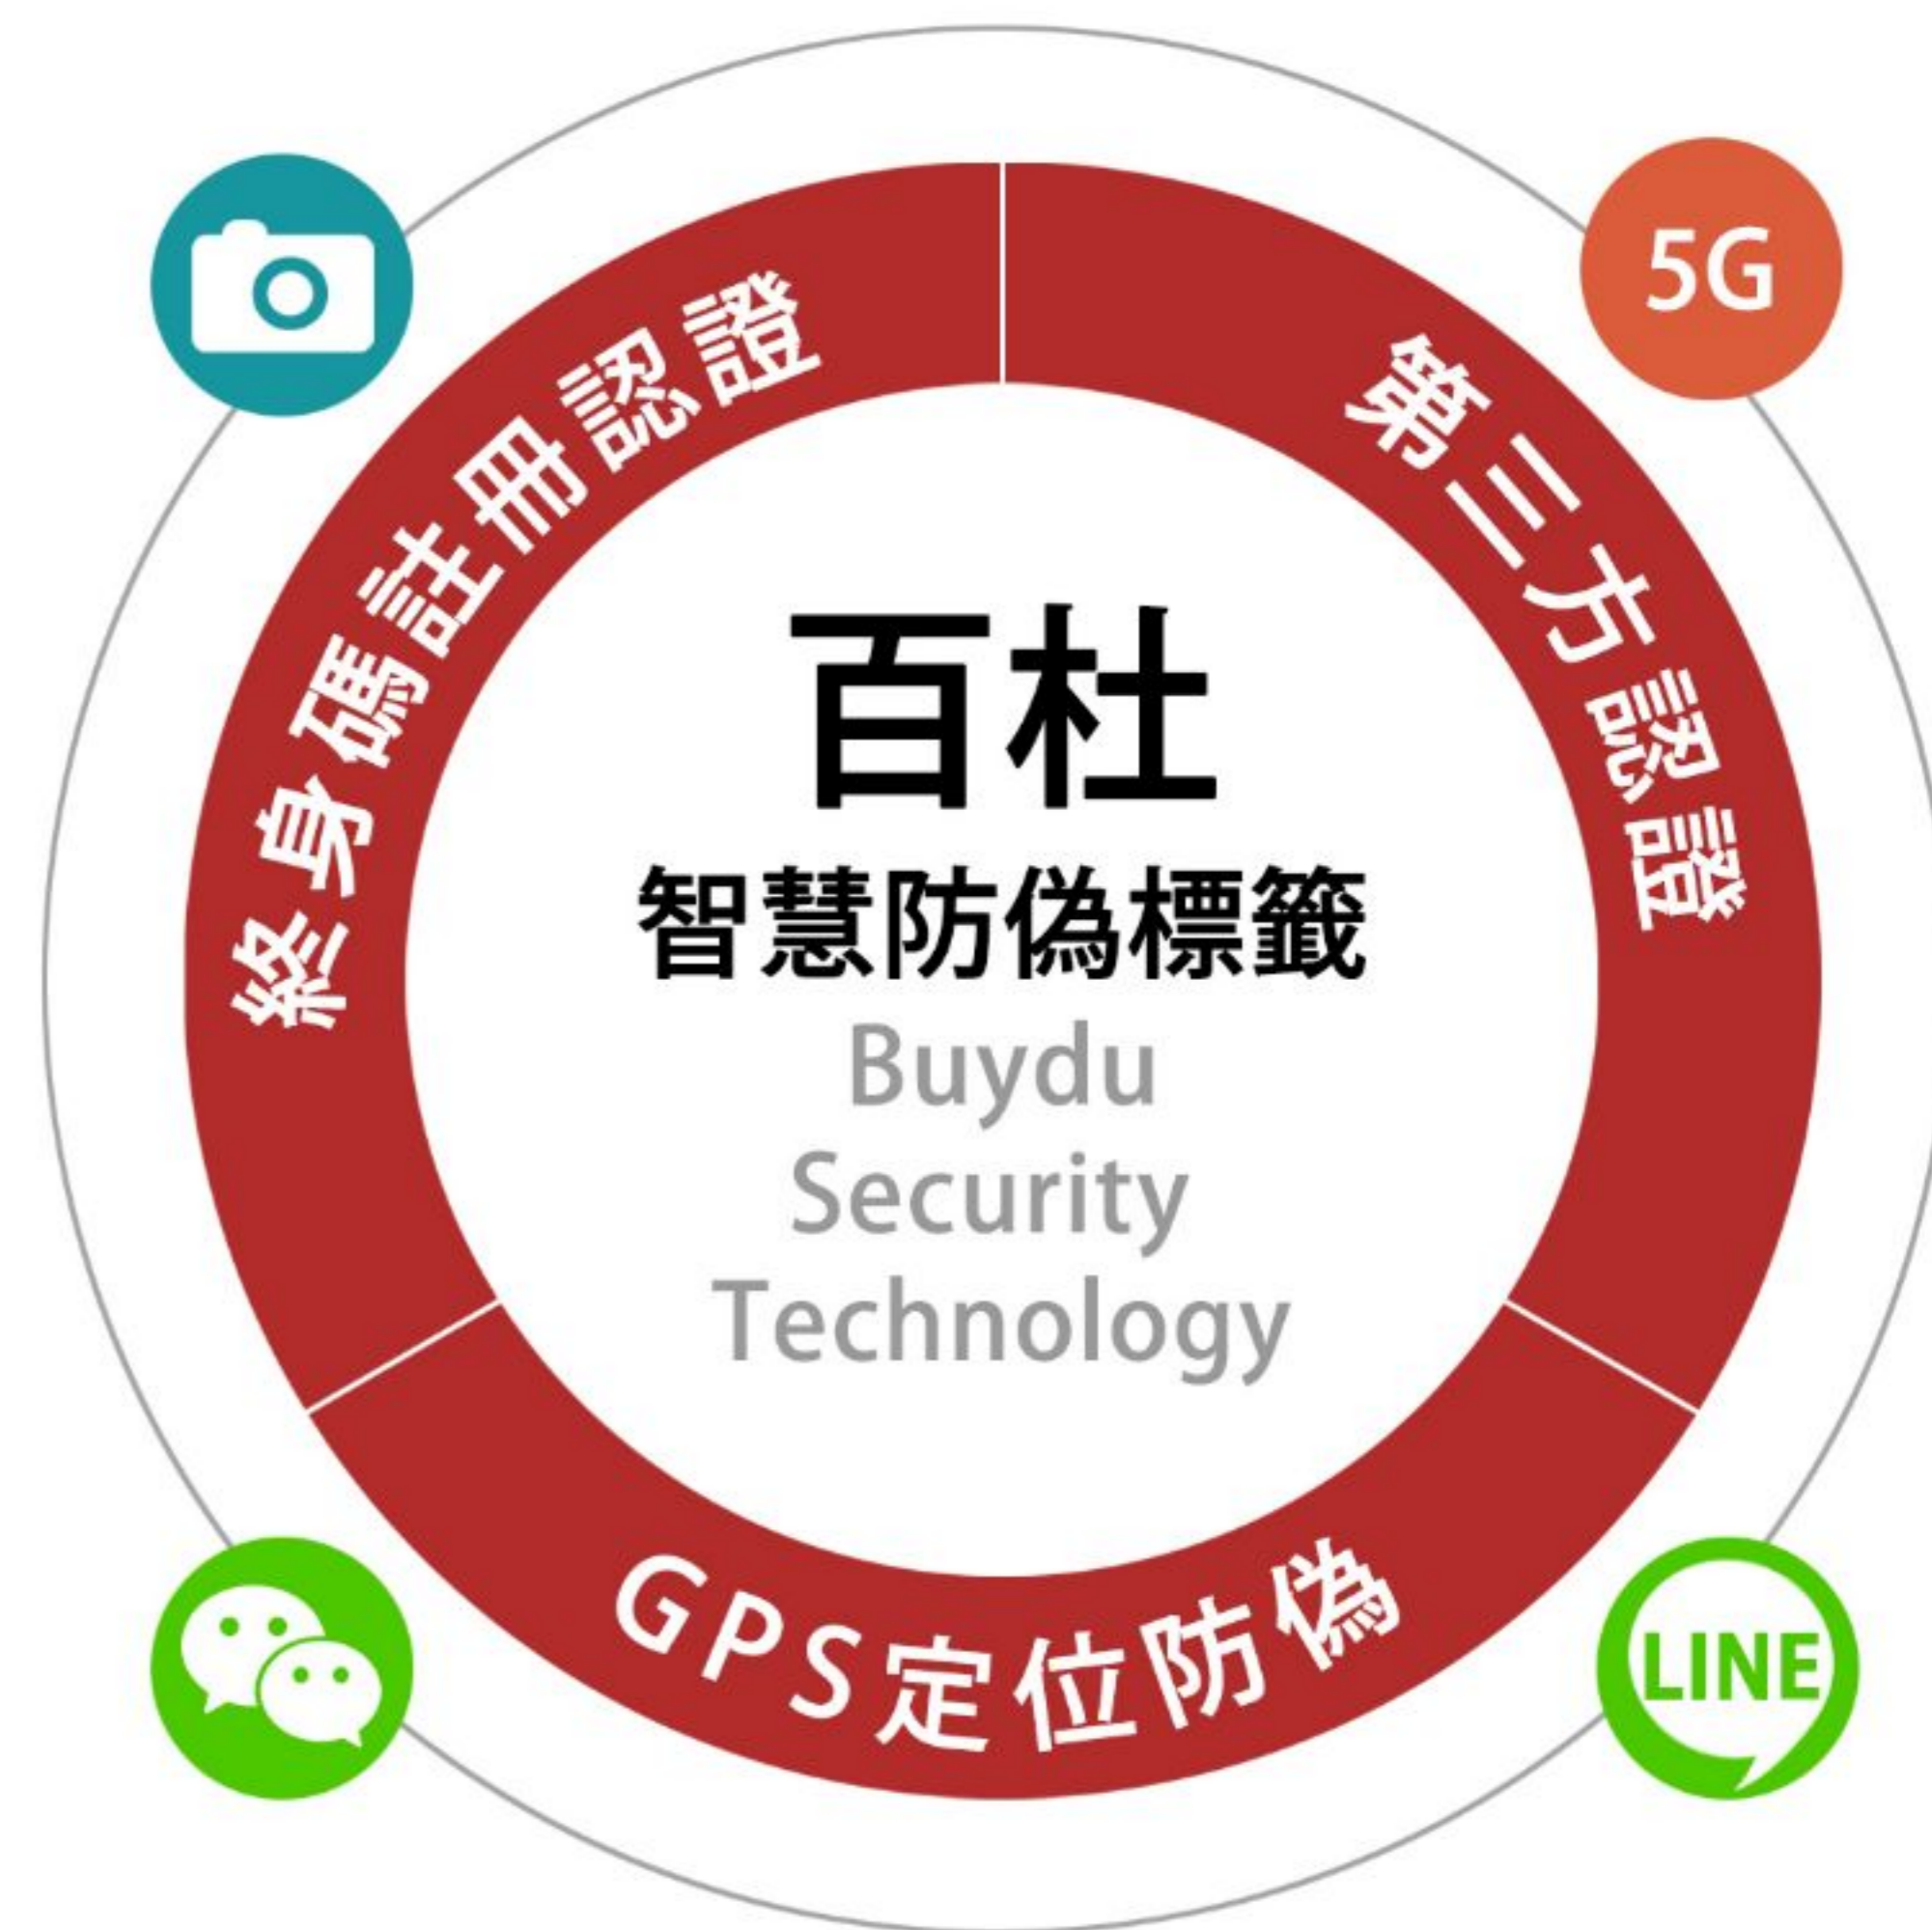 5G
終身碼註冊認證
第三方認證
百杜
智慧防偽標籤
Buydu
Security
Technology
GPS定位防偽
LINE